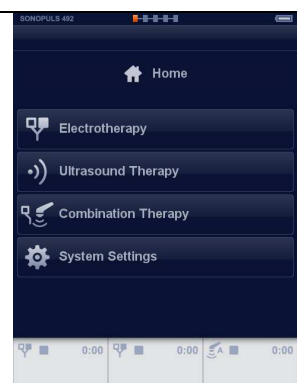 SONOPULS 492
Home
Electrotherapy
Ultrasound Therapy
Combination Therapy
System Settings
0:00 0:00 A 0:00